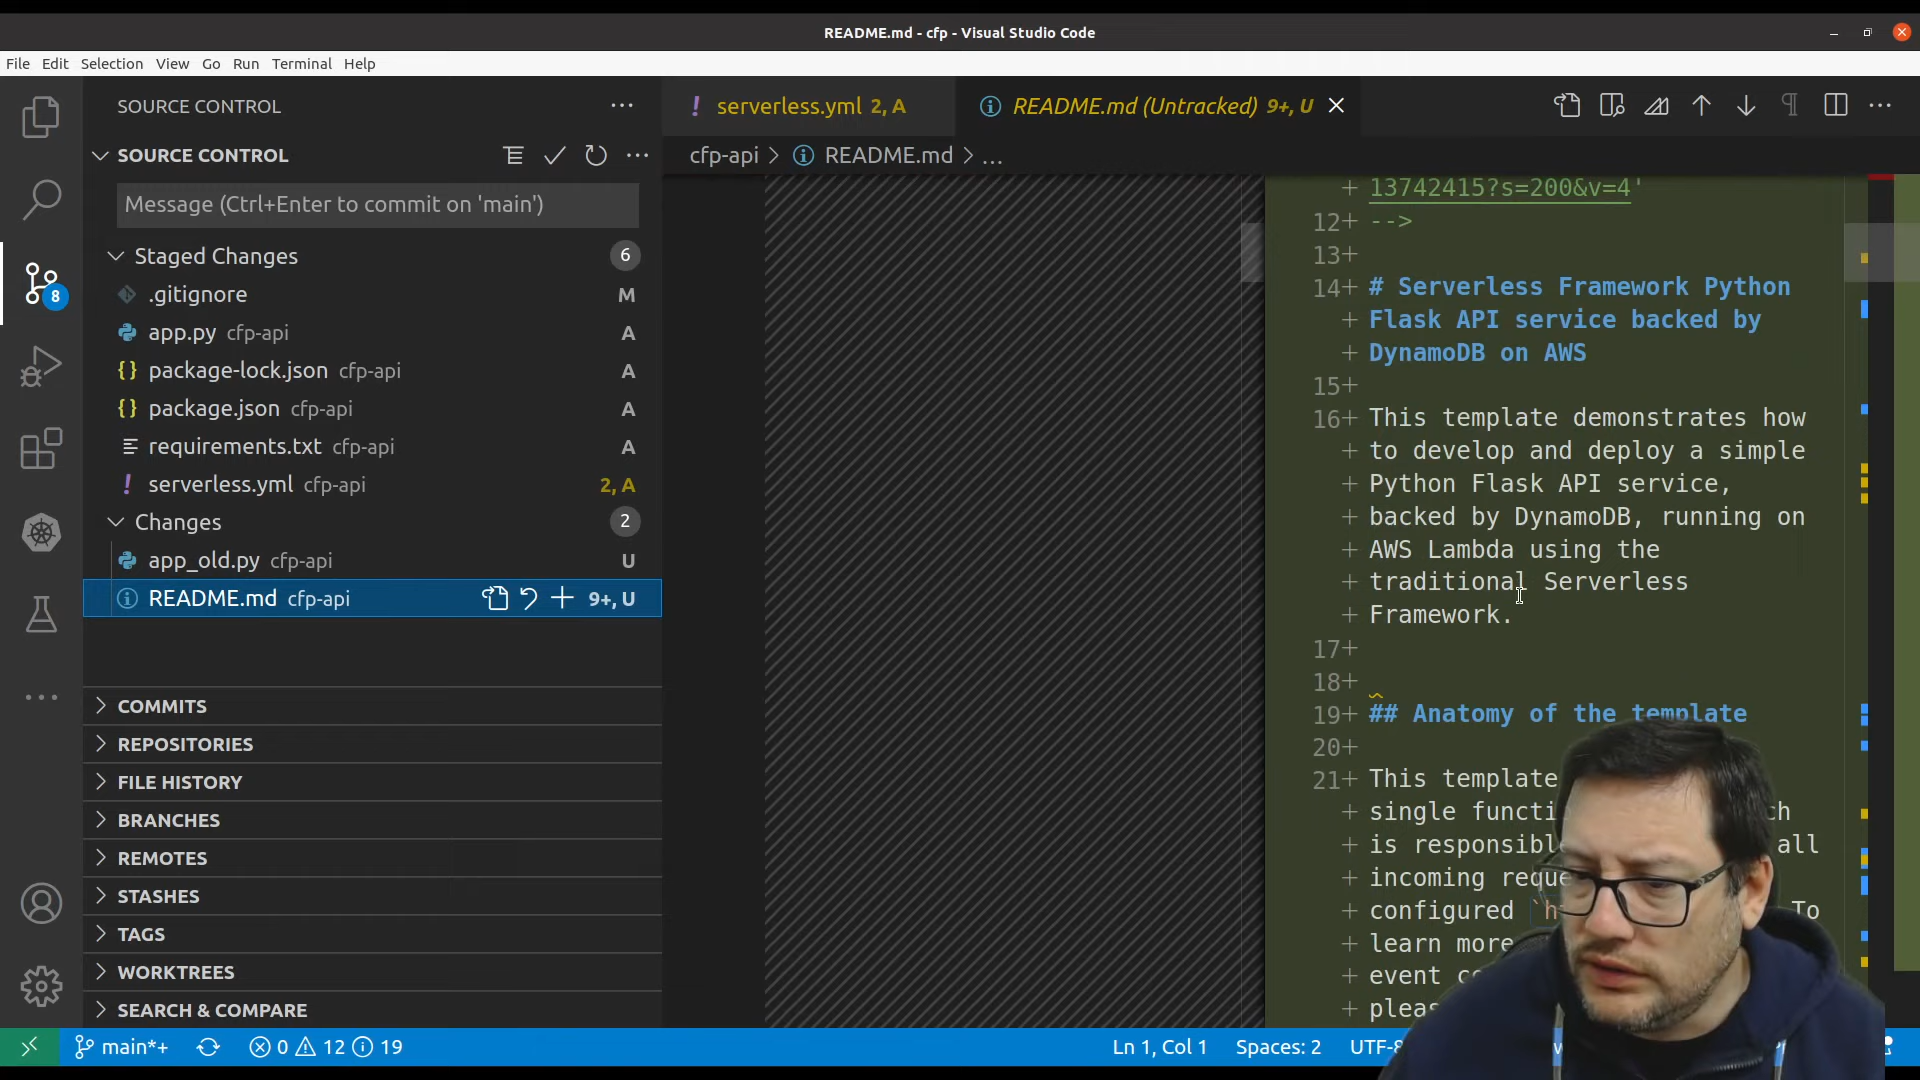 README.md - cfp - Visual Studio Code
File Edit Selection View Go Run Terminal Help
SOURCE CONTROL
SOURCE CONTROL
Message (Ctrl+Enter to commit on 'main')
Staged Changes 6
.gitignore M
app.py cfp-api A
package-lock.json cfp-api A
package.json cfp-api A
requirements.txt cfp-api A
serverless.yml cfp-api 2, A
Changes 2
app_old.py cfp-api U
README.md cfp-api 9+, U
COMMITS
REPOSITORIES
FILE HISTORY
BRANCHES
REMOTES
STASHES
TAGS
WORKTREES
SEARCH & COMPARE
8
serverless.yml 2, A
README.md (Untracked) 9+, U
cfp-api > README.md > ...
+ 13742415?s=200&v=4'
12+ -->
13+
14+ # Serverless Framework Python
+ Flask API service backed by
+ DynamoDB on AWS
15+
16+ This template demonstrates how
+ to develop and deploy a simple
+ Python Flask API service,
+ backed by DynamoDB, running on
+ AWS Lambda using the
+ traditional Serverless
+ Framework.
17+
18+
19+ ## Anatomy of the template
20+
21+ This template
+ single
+ is all
+ incoming
+ configured To
+ learn more
+ event
+
main*+ 0 12 19
Ln 1, Col 1 Spaces: 2